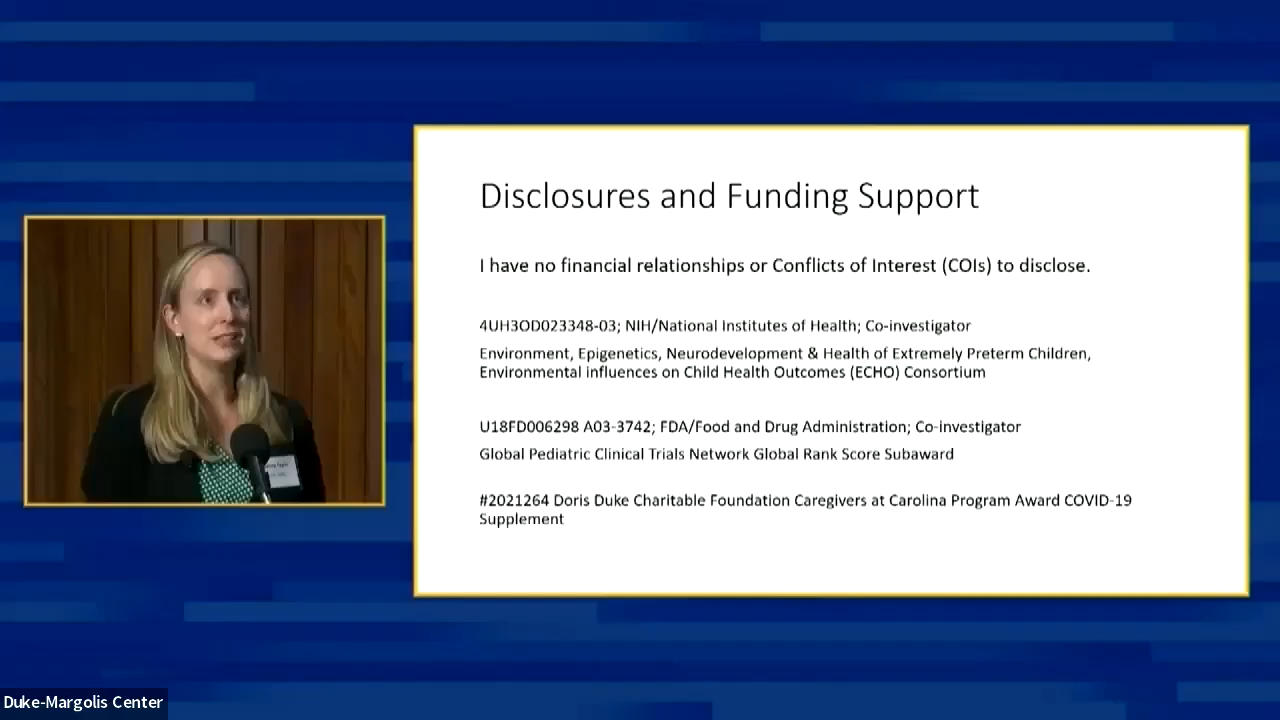 Disclosures and Funding Support
I have no financial relationships or Conflicts of Interest (COIs) to disclose.
4UH3OD023348-03; NIH/National Institutes of Health; Co-investigator
Environment, Epigenetics, Neurodevelopment & Health of Extremely Preterm Children,
Environmental influences on Child Health Outcomes (ECHO) Consortium
U18FD006298 A03-3742; FDA/Food and Drug Administration; Co-investigator
Global Pediatric Clinical Trials Network Global Rank Score Subaward
#2021264 Doris Duke Charitable Foundation Caregivers at Carolina Program Award COVID-19
Supplement
Duke-Margolis Center